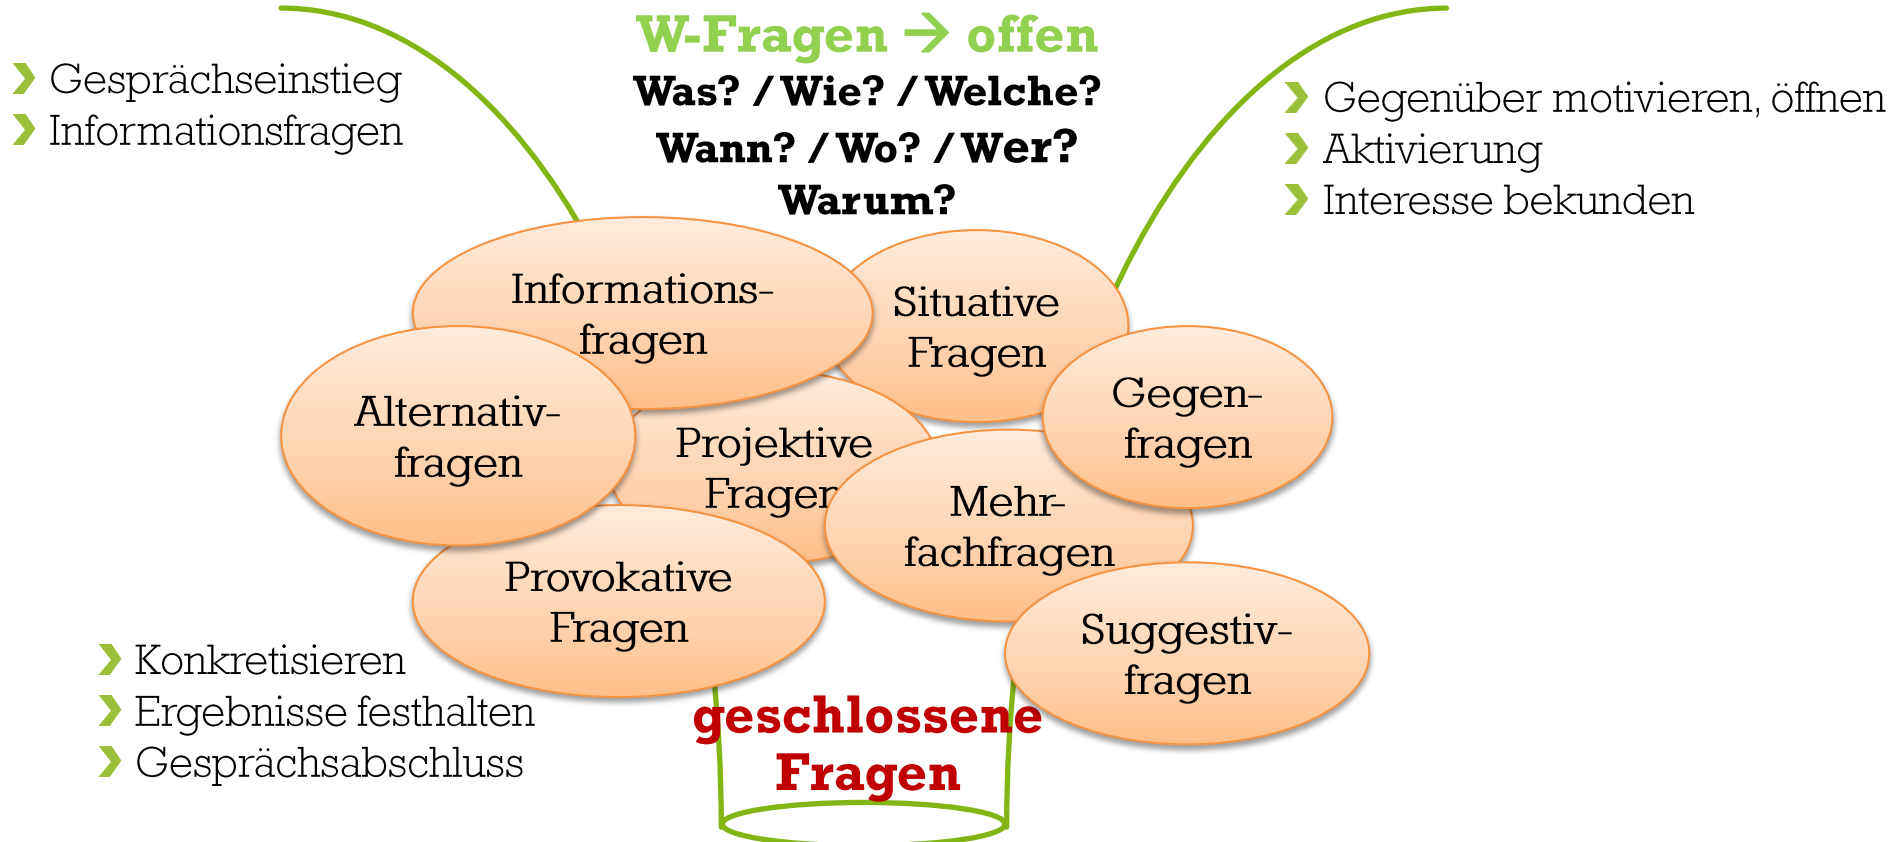 W-Fragen → offen
Was? / Wie? / Welche?
Wann? / Wo? / Wer?
Warum?
Gesprächseinstieg
Informationsfragen
Gegenüber motivieren, öffnen
Aktivierung
Interesse bekunden
Informations-
fragen
Situative
Fragen
Alternativ-
fragen
Gegen-
fragen
Projektive
Fragen
Mehr-
fachfragen
Provokative
Fragen
Suggestiv-
fragen
Konkretisieren
Ergebnisse festhalten
Gesprächsabschluss
geschlossene
Fragen